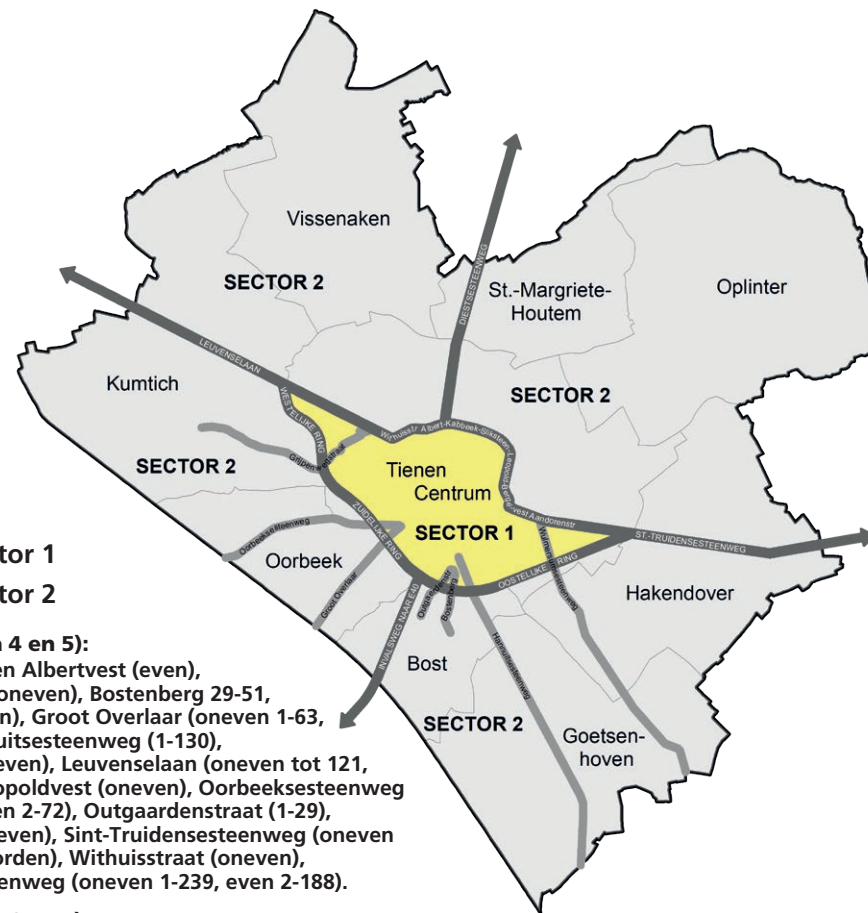 Vissenaken
SECTOR 2
St.-Margriete-
Houtem
Oplinter
DIESTSESTEENWEG
LEUVENSELAAN
Kumtich
SECTOR 2
WESTELIJKE RING
SECTOR 2
Tienen
Centrum
SECTOR 1
ZUIDELIJKE RING
OOSTELIJKE RING
ST.-TRUIDENSESTEENWEG
Oorbeeksesteenweg
Oorbeek
Groot Overlaar
INVALSWEG NAAR E40
Bostenberg
Hannuitsesteenweg
Hakendover
Bost
SECTOR 2
Goetsen-
hoven
tor 1
tor 2
4 en 5):
en Albertvest (even),
oneven), Bostenberg 29-51,
n), Groot Overlaar (oneven 1-63,
uitsesteenweg (1-130),
even), Leuvenselaan (oneven tot 121,
opoldvest (oneven), Oorbeeksesteenweg
en 2-72), Outgaardenstraat (1-29),
even), Sint-Truidensesteenweg (oneven
orden), Withuisstraat (oneven),
enweg (oneven 1-239, even 2-188).